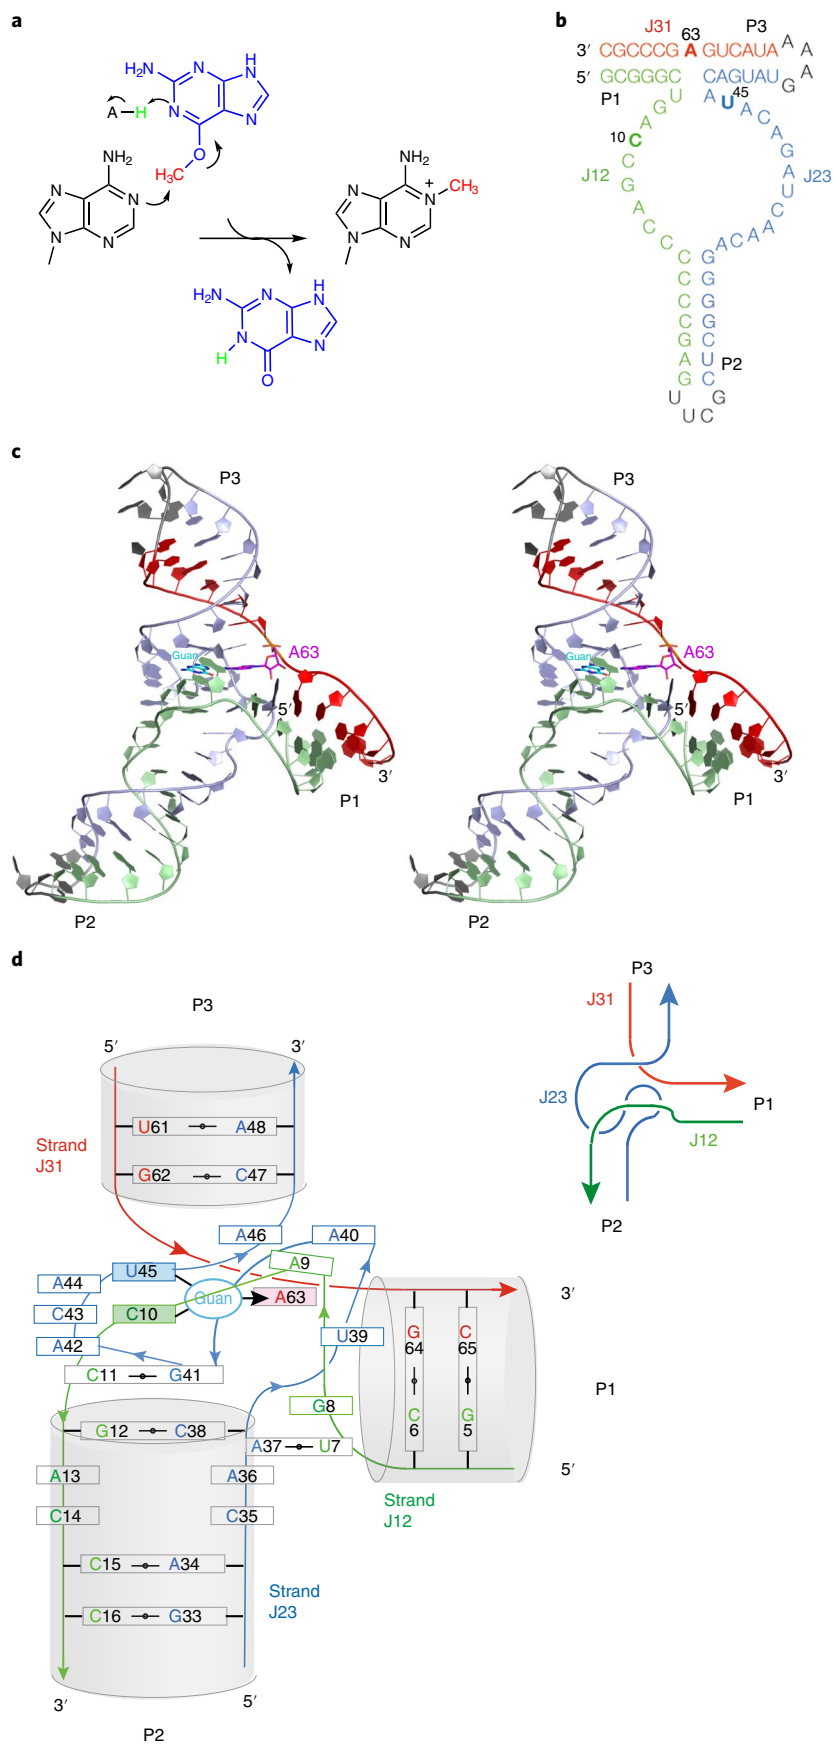 a
H₂N N H N
A H N N
O
H₃C
NH₂
N N
N N
NH₂
N N⁺ CH₃
N N
H₂N N H N
N N
H
O
b
J31 63 P3
3′ CGCCCG A GUCAUA A A A G
5′ GCGGGC CAGUAU
P1 U A U 45 A C A G A U C A A C A G
G A C 10 C G A C C C
J12
J23
C G
C G
C G
G C
A U
G C
P2
U U C G
c
P3 P3
Guan A63 Guan A63
5′ 5′
3′ 3′
P1 P1
P2 P2
d
P3
P3
J31
J23
P1
J12
P2
5′ 3′
U61 A48
Strand
J31
G62 C47
A46 A40
A9
U45
A44
Guan A63
C10
C43
3′
U39
A42
C11 G41
G C
64 65
P1
C G
6 5
G8
G12 C38
A37 U7
5′
A13 A36
Strand
J12
C14 C35
C15 A34
Strand
J23
C16 G33
3′ 5′
P2